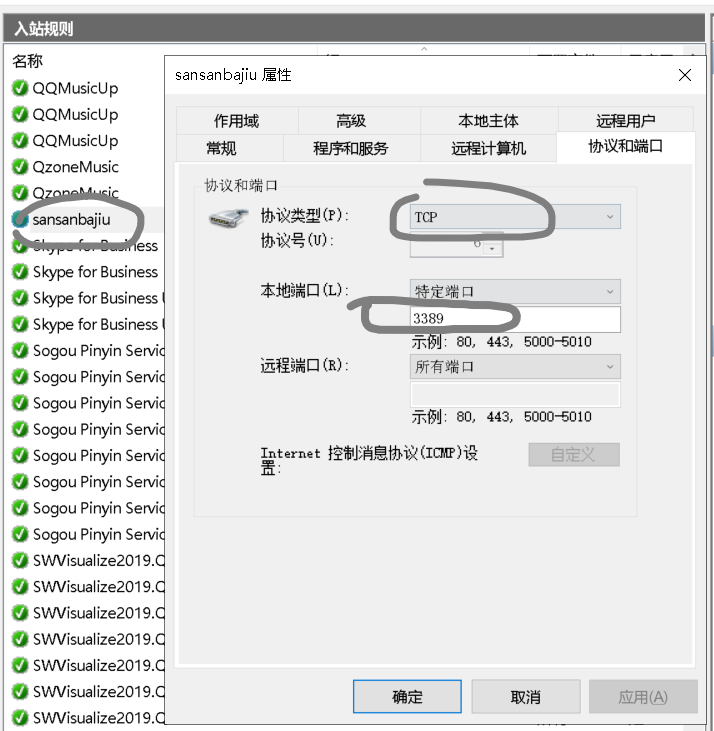 入站规则
名称
QQMusicUp
QQMusicUp
QQMusicUp
QzoneMusic
QzoneMusic
sansanbajiu
Skype for Business
Skype for Business
Skype for Business
Skype for Business
Sogou Pinyin Servic
Sogou Pinyin Servic
Sogou Pinyin Servic
Sogou Pinyin Servic
Sogou Pinyin Servic
Sogou Pinyin Servic
Sogou Pinyin Servic
Sogou Pinyin Servic
SWVisualize2019.Q
SWVisualize2019.Q
SWVisualize2019.Q
SWVisualize2019.Q
SWVisualize2019.Q
SWVisualize2019.Q
SWVisualize2019.Q
sansanbajiu 属性
作用域 高级 本地主体 远程用户
常规 程序和服务 远程计算机 协议和端口
协议和端口
协议类型(P): TCP
协议号(U): 6
本地端口(L): 特定端口
3389
示例: 80, 443, 5000-5010
远程端口(R): 所有端口
示例: 80, 443, 5000-5010
Internet 控制消息协议(ICMP)设
置: 自定义
确定 取消 应用(A)